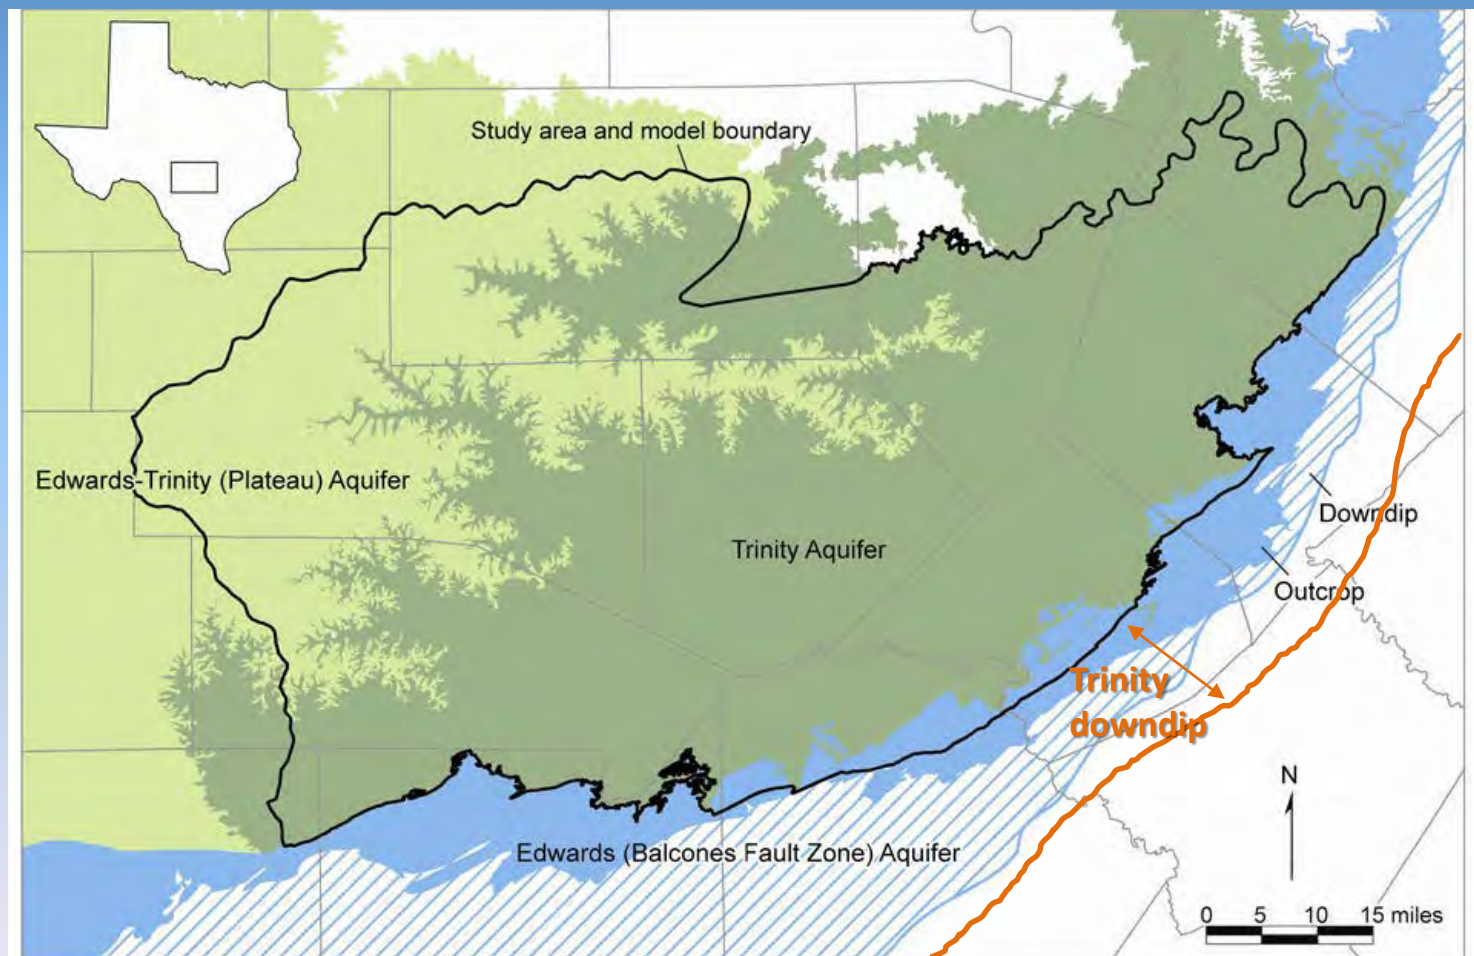 Study area and model boundary
Edwards-Trinity (Plateau) Aquifer
Downdip
Trinity Aquifer
Outcrop
Trinity
downdip
N
Edwards (Balcones Fault Zone) Aquifer
0 5 10 15 miles